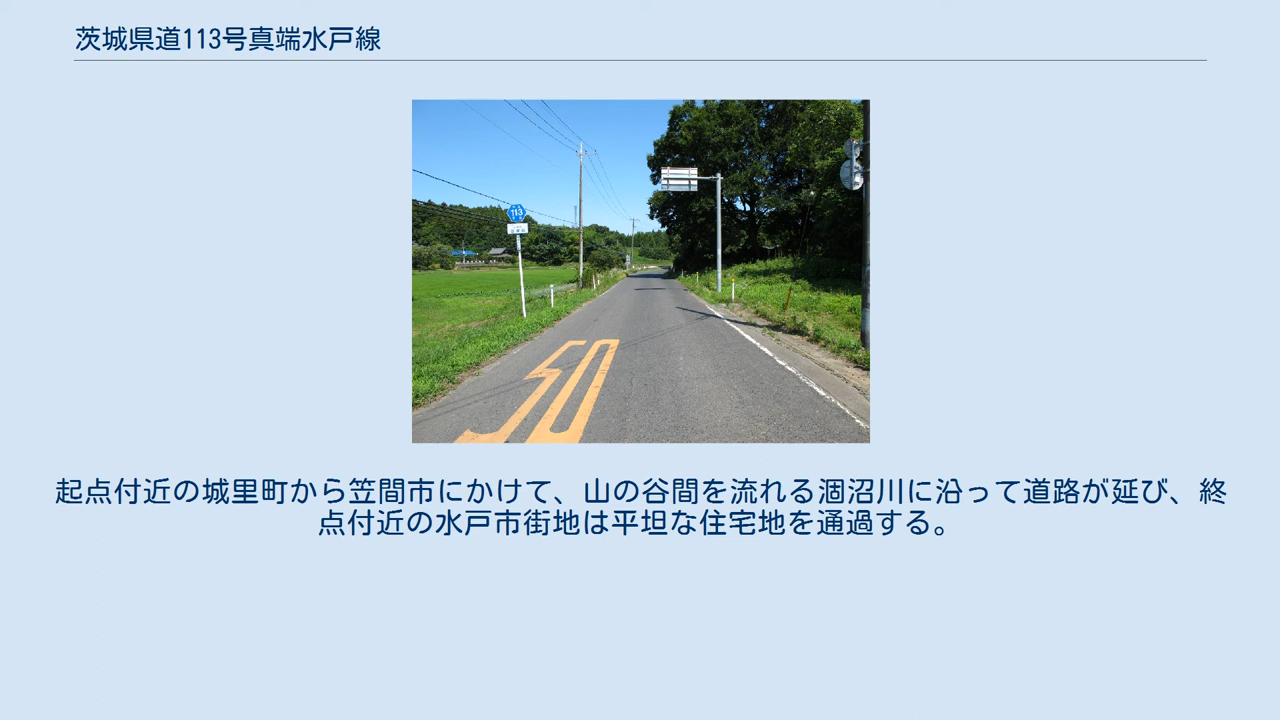 茨城県道113号真端水戸線
113
50
起点付近の城里町から笠間市にかけて、山の谷間を流れる涸沼川に沿って道路が延び、終
点付近の水戸市街地は平坦な住宅地を通過する。